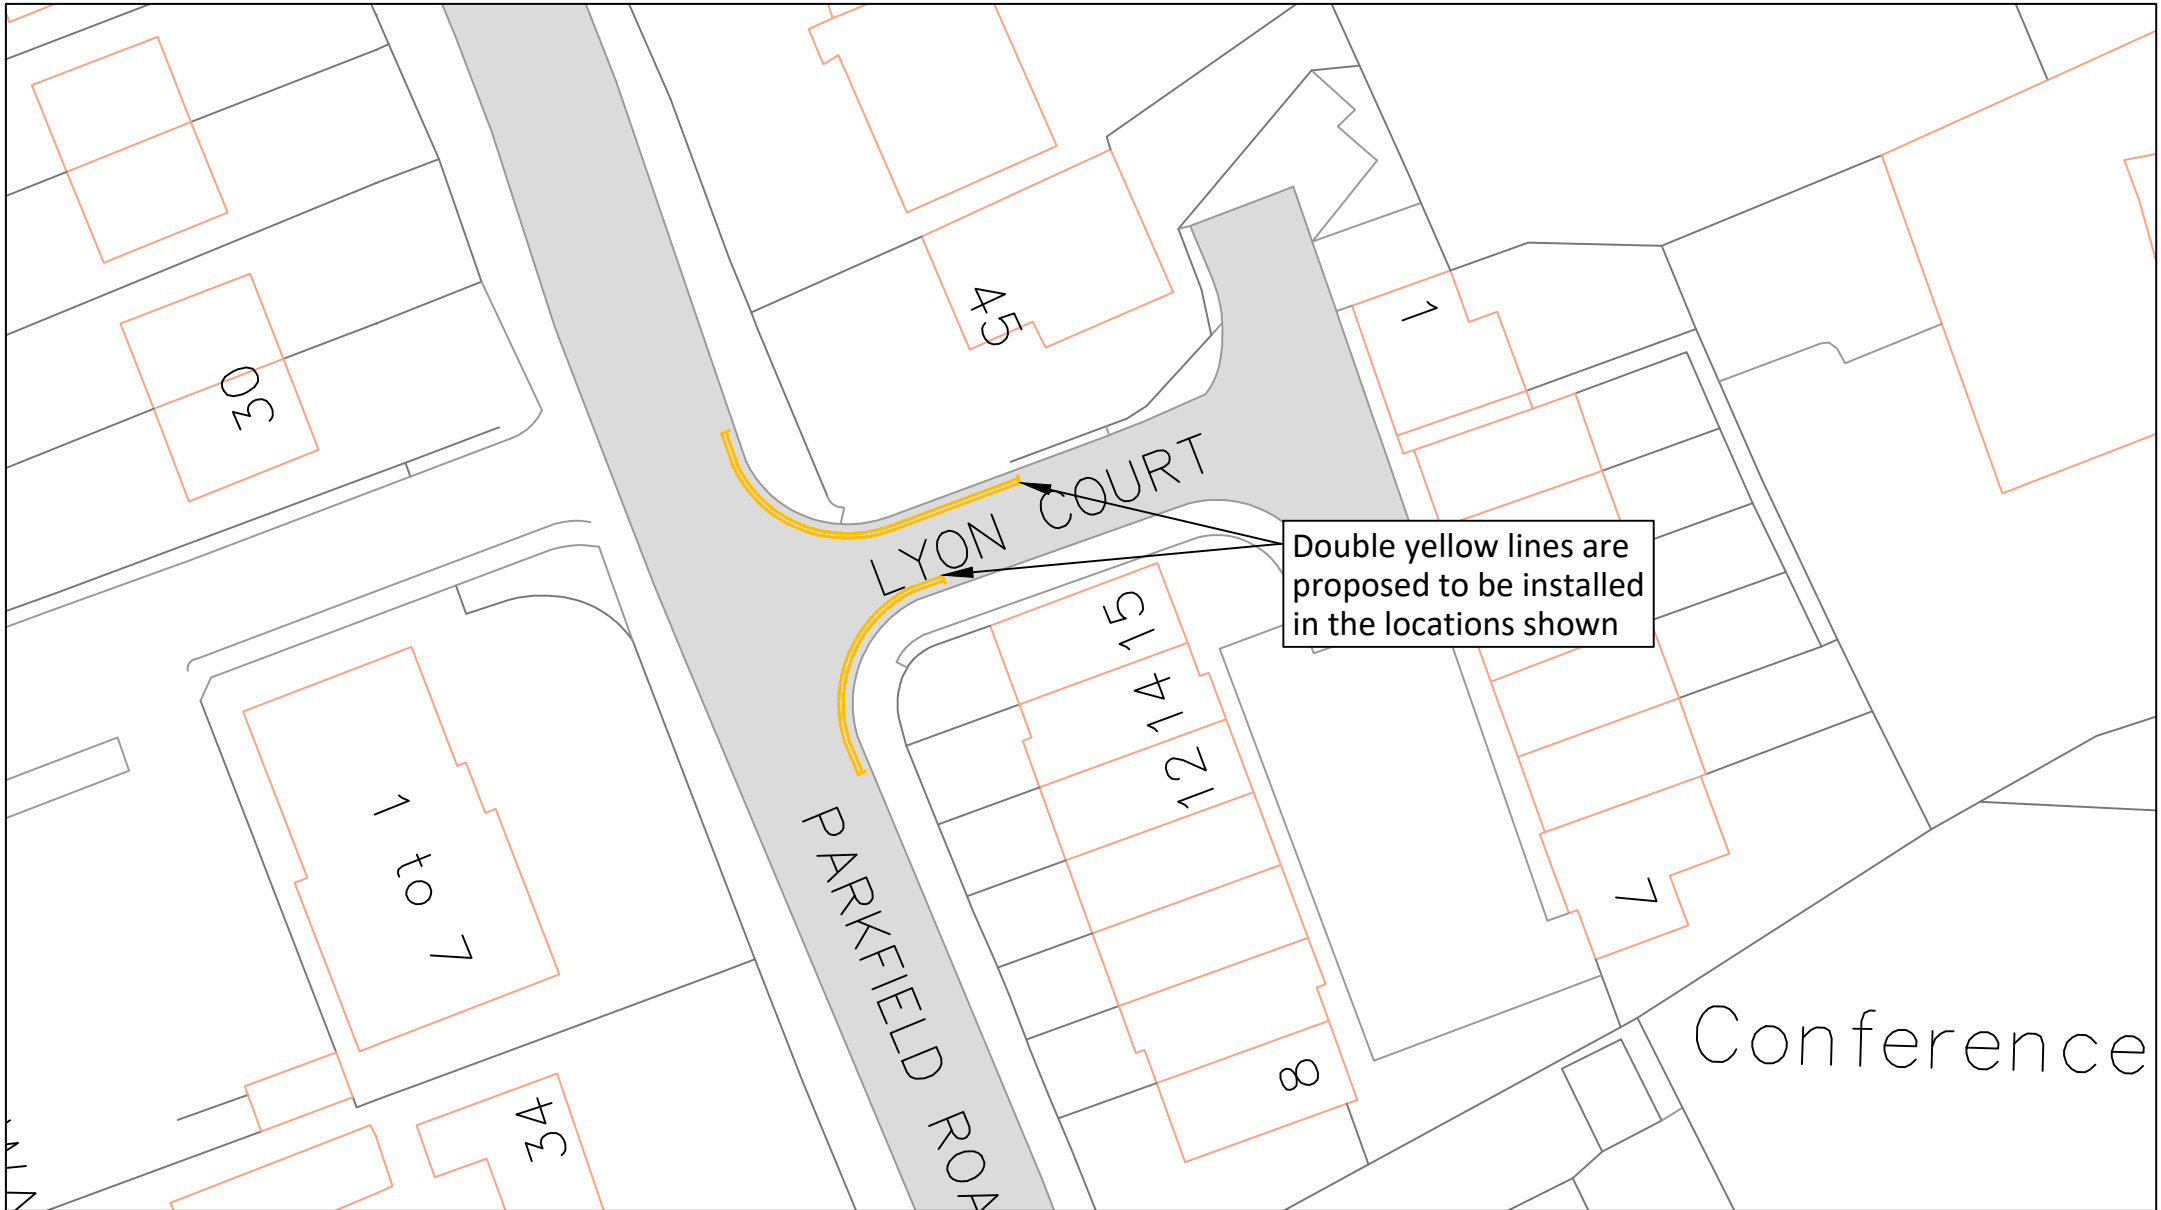 45
1
30
LYON COURT
Double yellow lines are
proposed to be installed
in the locations shown
15
14
12
1 to 7
PARKFIELD ROA
7
8
Conference
34